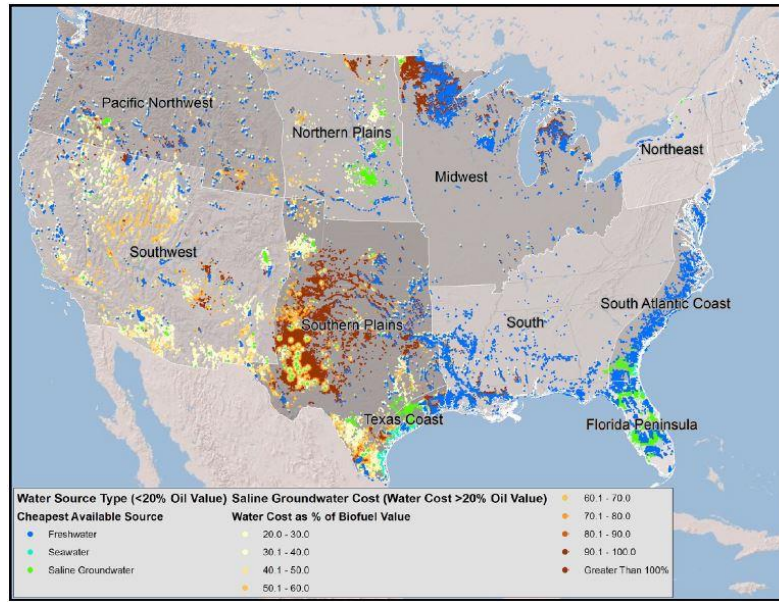 Pacific Northwest
Northern Plains
Northeast
Midwest
Southwest
South Atlantic Coast
Southern Plains
South
Texas Coast
Florida Peninsula
Water Source Type (<20% Oil Value)
Cheapest Available Source
Freshwater
Seawater
Saline Groundwater
Saline Groundwater Cost (Water Cost >20% Oil Value)
Water Cost as % of Biofuel Value
20.0 - 30.0
30.1 - 40.0
40.1 - 50.0
50.1 - 60.0
60.1 - 70.0
70.1 - 80.0
80.1 - 90.0
90.1 - 100.0
Greater Than 100%